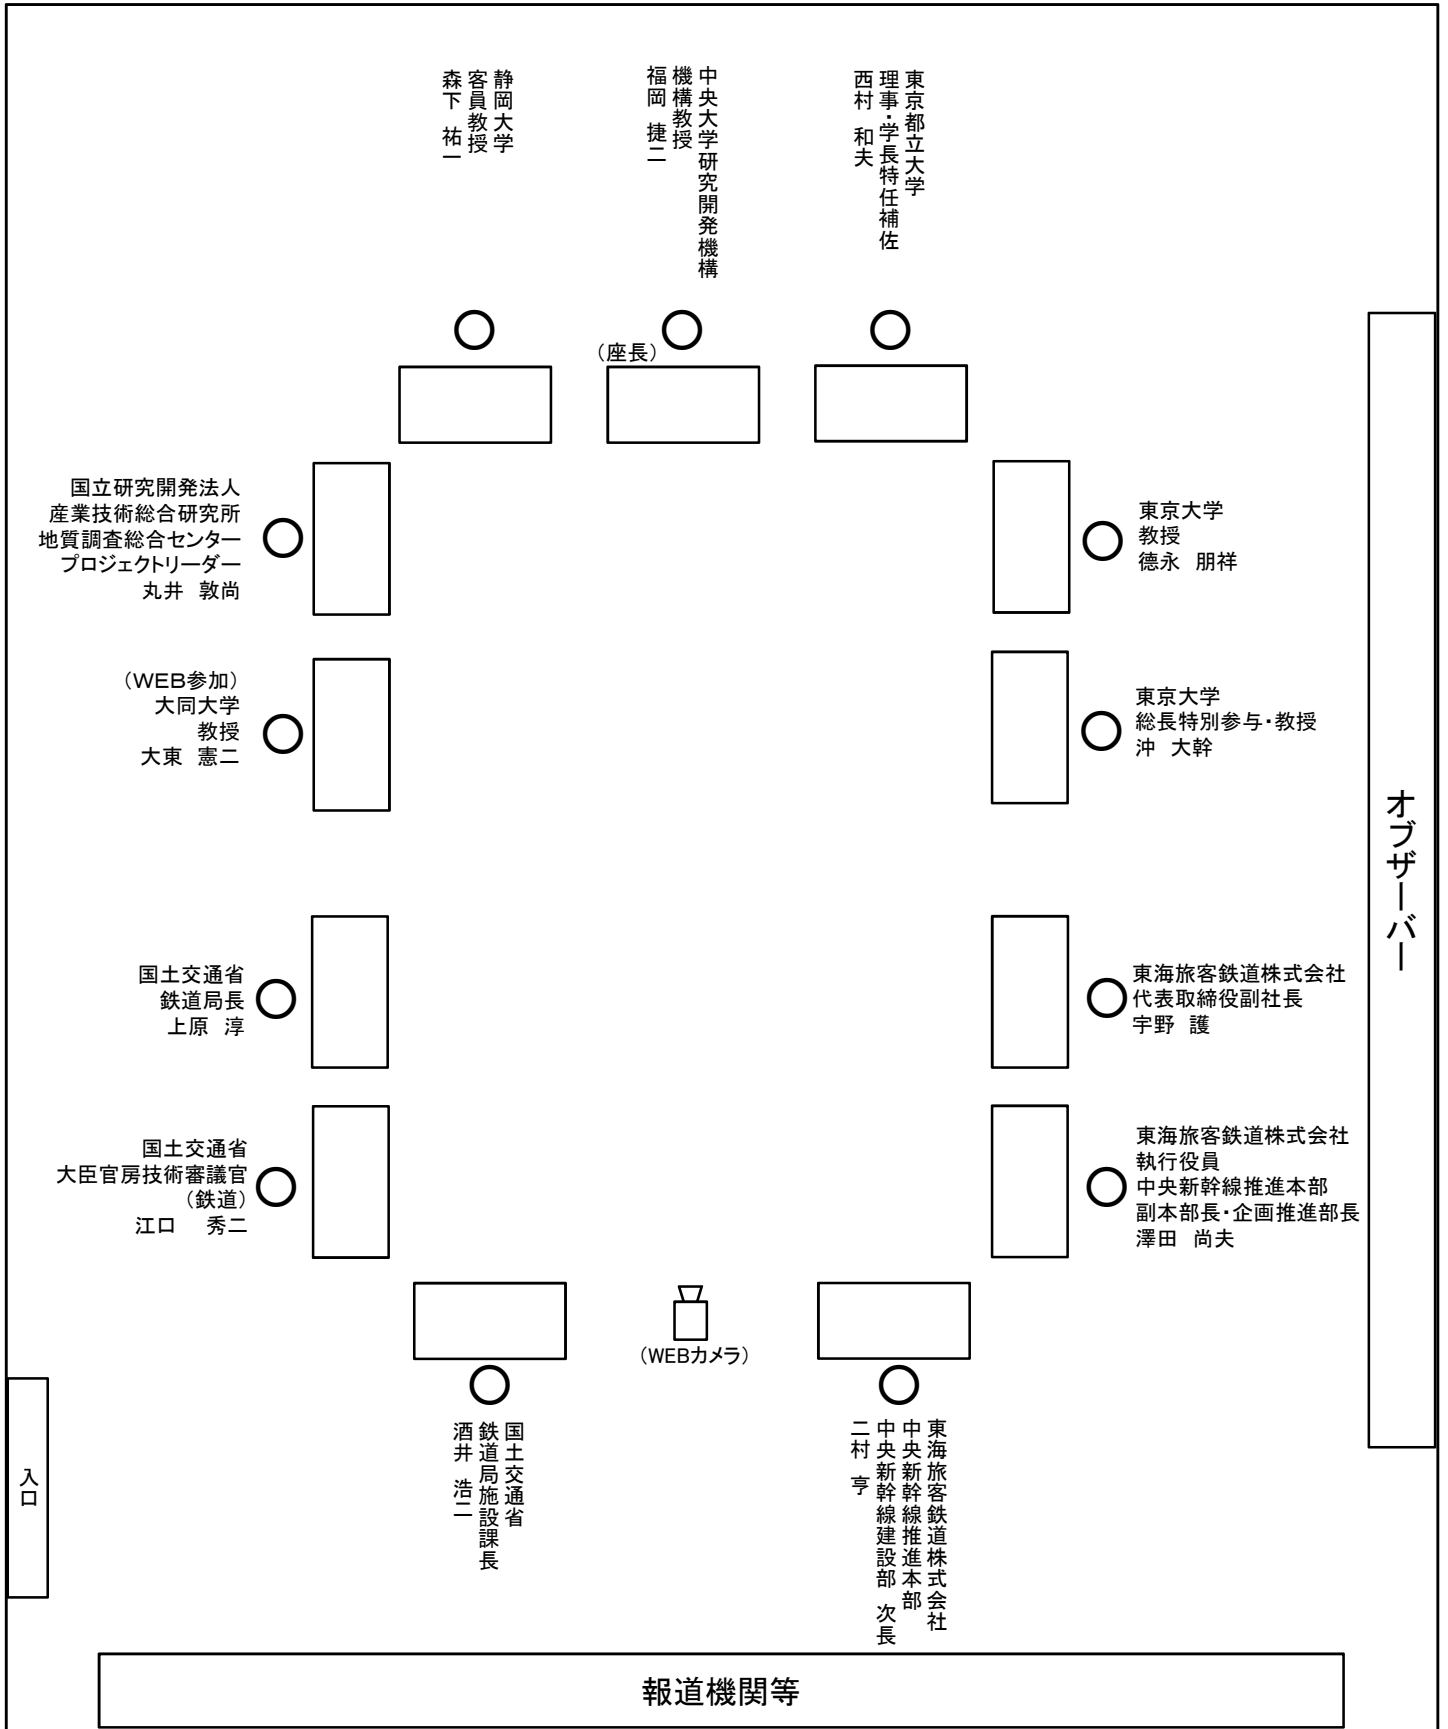 静岡大学
客員教授
森下 祐一
中央大学研究開発機構
機構教授
福岡 捷二
東京都立大学
理事・学長特任補佐
西村 和夫
（座長）
国立研究開発法人
産業技術総合研究所
地質調査総合センター
プロジェクトリーダー
丸井 敦尚
東京大学
教授
德永 朋祥
（WEB参加）
大同大学
教授
大東 憲二
東京大学
総長特別参与・教授
沖 大幹
オブザーバー
国土交通省
鉄道局長
上原 淳
東海旅客鉄道株式会社
代表取締役副社長
宇野 護
国土交通省
大臣官房技術審議官
（鉄道）
江口 秀二
東海旅客鉄道株式会社
執行役員
中央新幹線推進本部
副本部長・企画推進部長
澤田 尚夫
（WEBカメラ）
国土交通省
鉄道局施設課長
酒井 浩二
東海旅客鉄道株式会社
中央新幹線推進本部
中央新幹線建設部 次長
二村 亨
入口
報道機関等